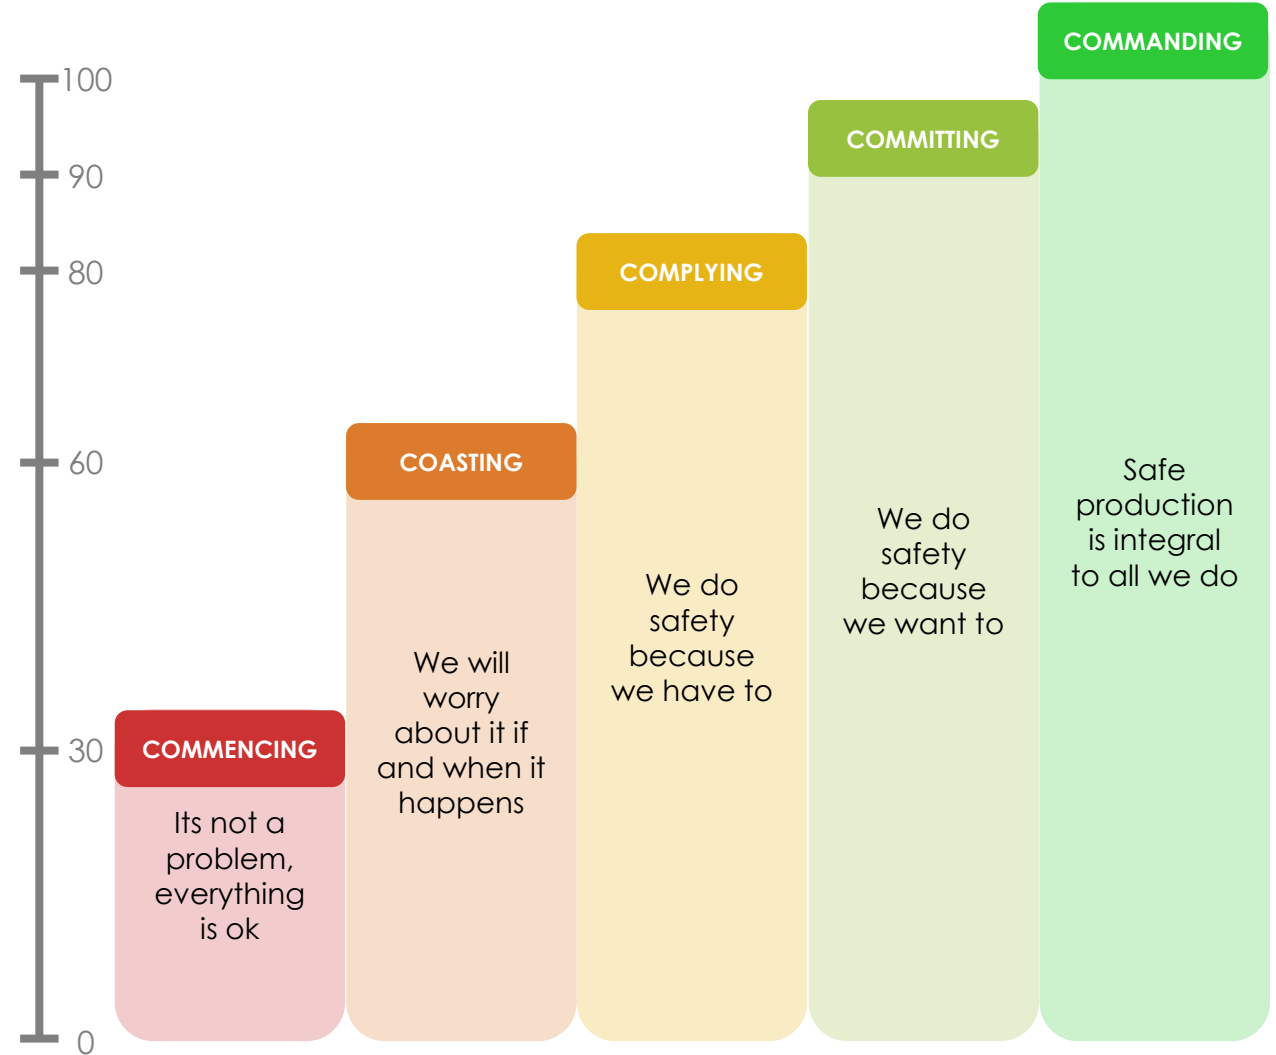 100
90
80
60
30
0
COMMENCING
Its not a
problem,
everything
is ok
COASTING
We will
worry
about it if
and when it
happens
COMPLYING
We do
safety
because
we have to
COMMITTING
We do
safety
because
we want to
COMMANDING
Safe
production
is integral
to all we do